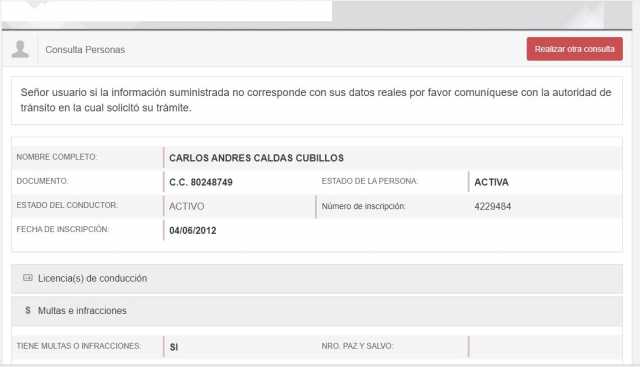 Consulta Personas
Realizar otra consulta
Señor usuario si la información suministrada no corresponde con sus datos reales por favor comuníquese con la autoridad de
tránsito en la cual solicitó su trámite.
NOMBRE COMPLETO: CARLOS ANDRES CALDAS CUBILLOS
DOCUMENTO: C.C. 80248749 ESTADO DE LA PERSONA: ACTIVA
ESTADO DEL CONDUCTOR: ACTIVO Número de inscripción: 4229484
FECHA DE INSCRIPCIÓN: 04/06/2012
Licencia(s) de conducción
$ Multas e infracciones
TIENE MULTAS O INFRACCIONES: SI NRO. PAZ Y SALVO: